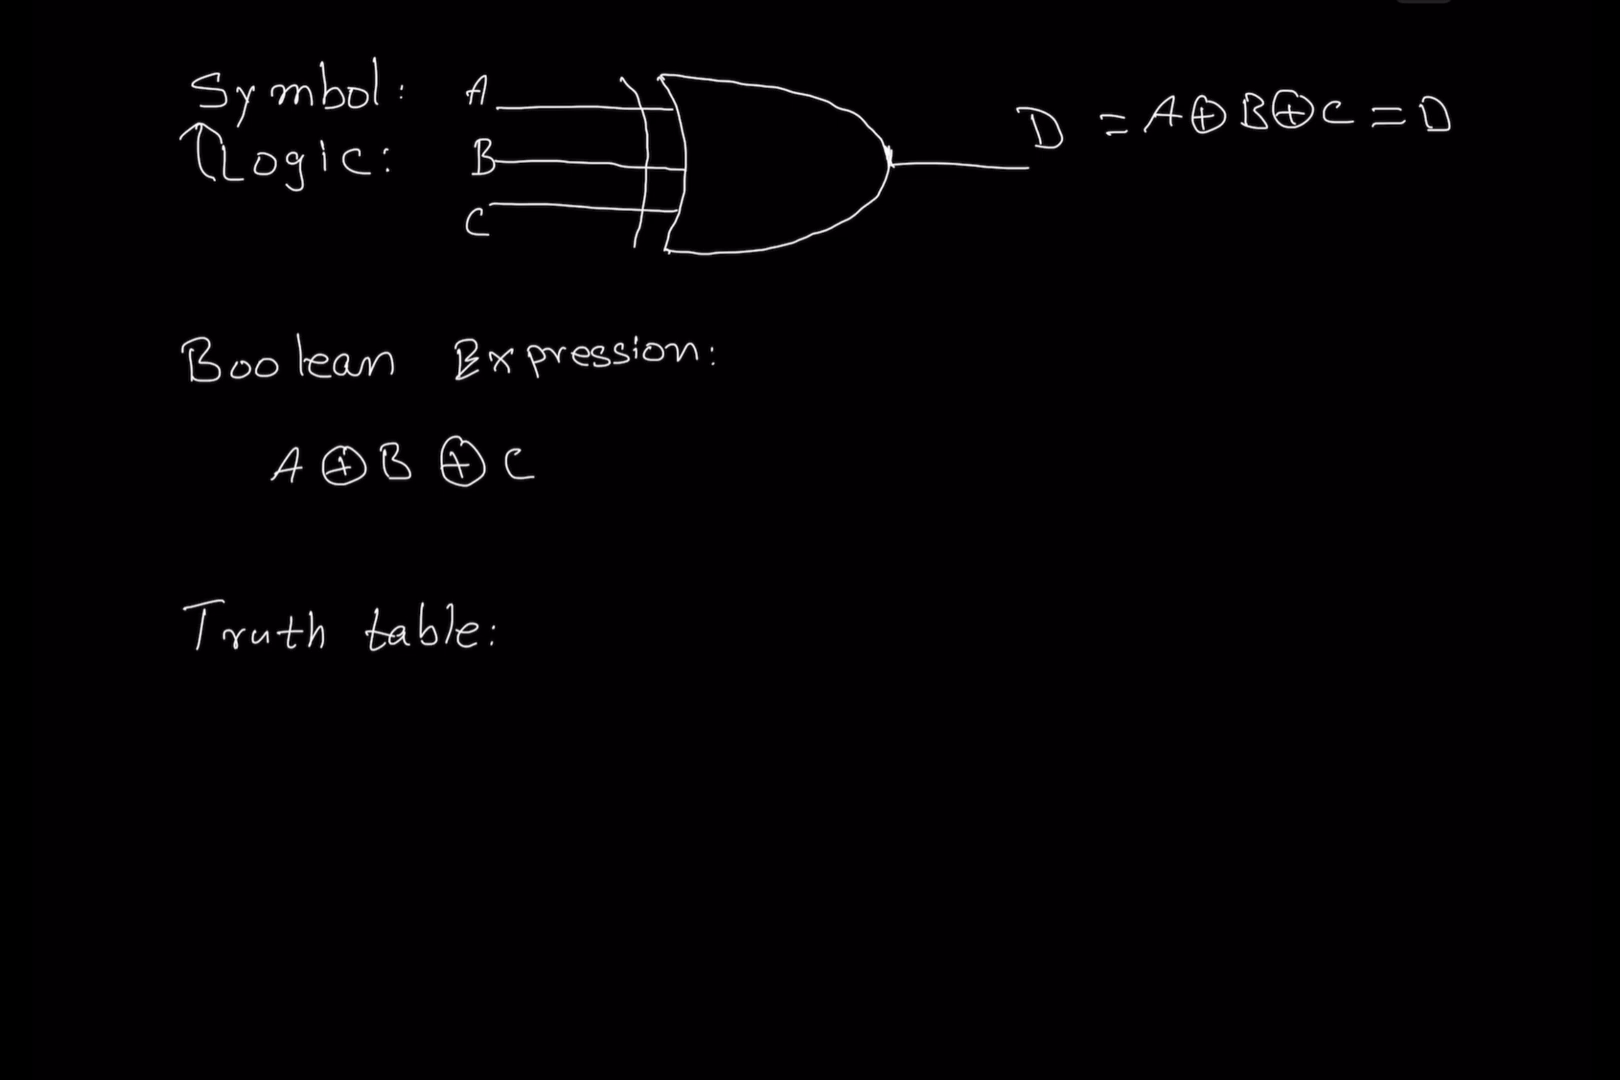 Symbol: A
Logic: B
C
D = A⊕B⊕C = D
Boolean Expression:
A ⊕ B ⊕ C
Truth table: